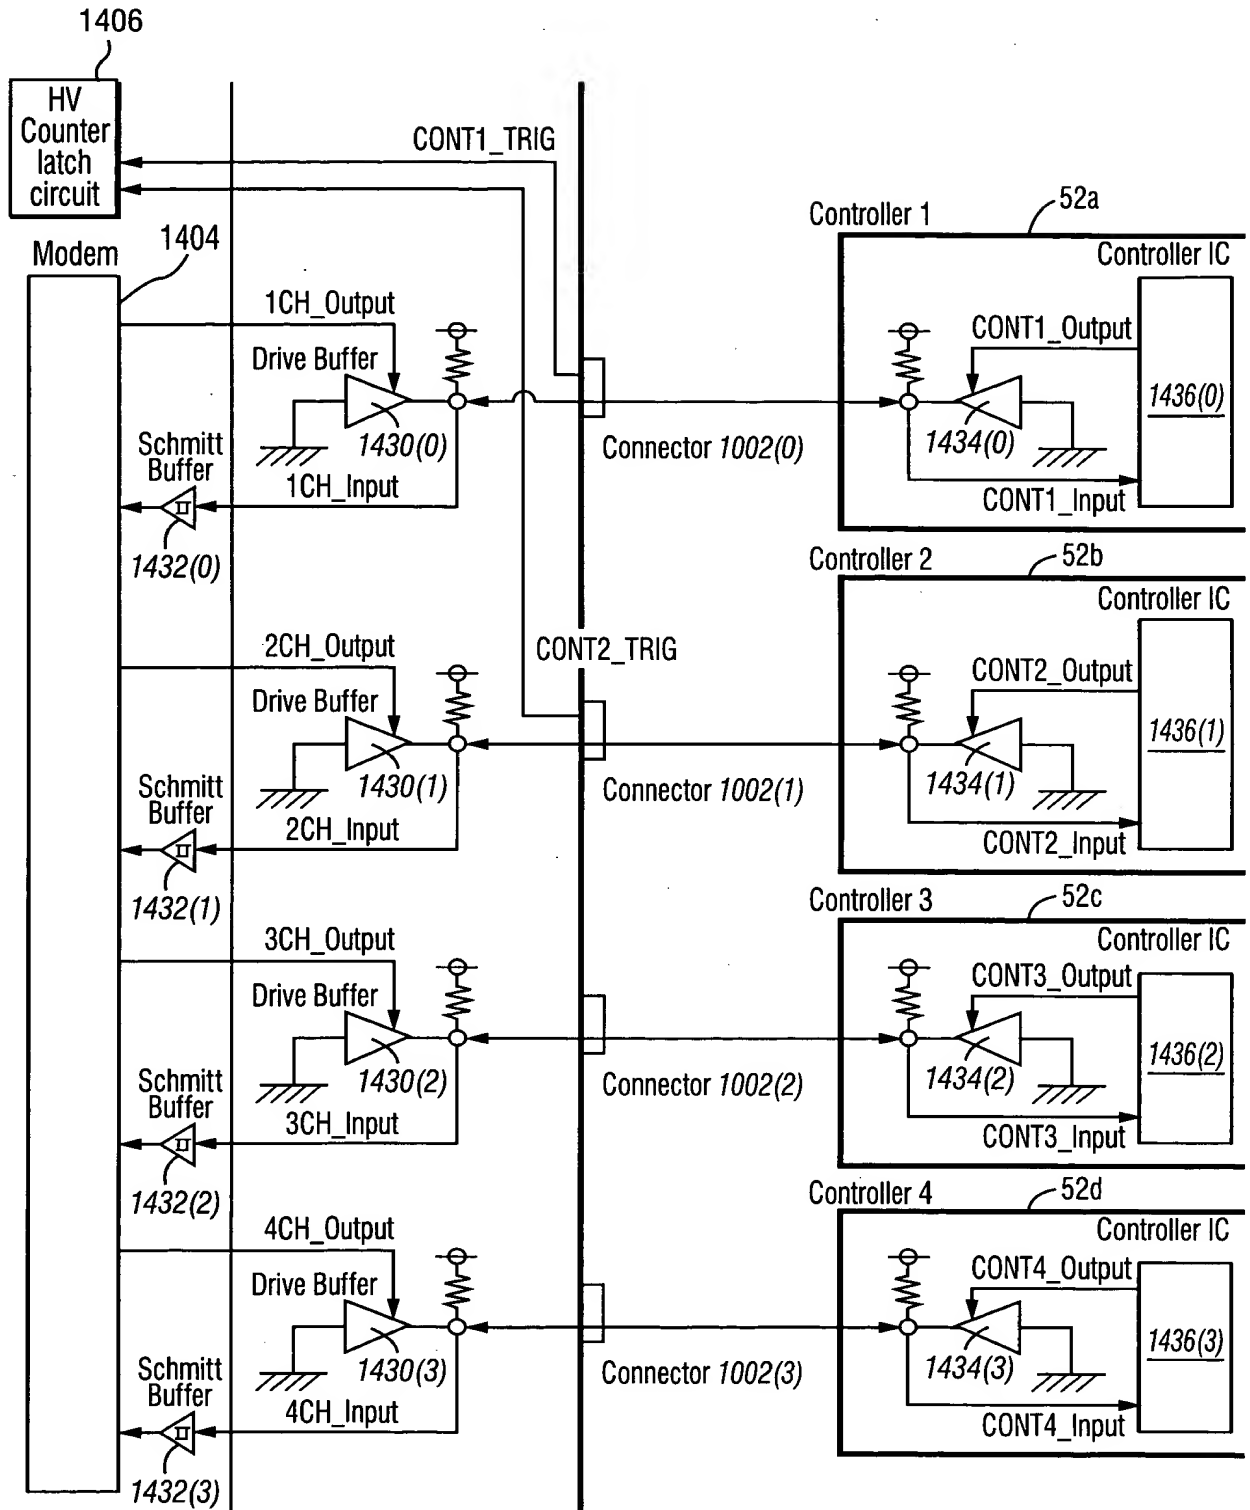 1406
HV
Counter
latch
circuit
CONT1_TRIG
Modem
1404
Controller 1
52a
Controller IC
1CH_Output
Drive Buffer
1430(0)
Schmitt
Buffer
1CH_Input
1432(0)
Connector 1002(0)
CONT1_Output
1434(0)
1436(0)
CONT1_Input
CONT2_TRIG
Controller 2
52b
Controller IC
2CH_Output
Drive Buffer
1430(1)
Schmitt
Buffer
2CH_Input
1432(1)
Connector 1002(1)
CONT2_Output
1434(1)
1436(1)
CONT2_Input
Controller 3
52c
Controller IC
3CH_Output
Drive Buffer
1430(2)
Schmitt
Buffer
3CH_Input
1432(2)
Connector 1002(2)
CONT3_Output
1434(2)
1436(2)
CONT3_Input
Controller 4
52d
Controller IC
4CH_Output
Drive Buffer
1430(3)
Schmitt
Buffer
4CH_Input
1432(3)
Connector 1002(3)
CONT4_Output
1434(3)
1436(3)
CONT4_Input